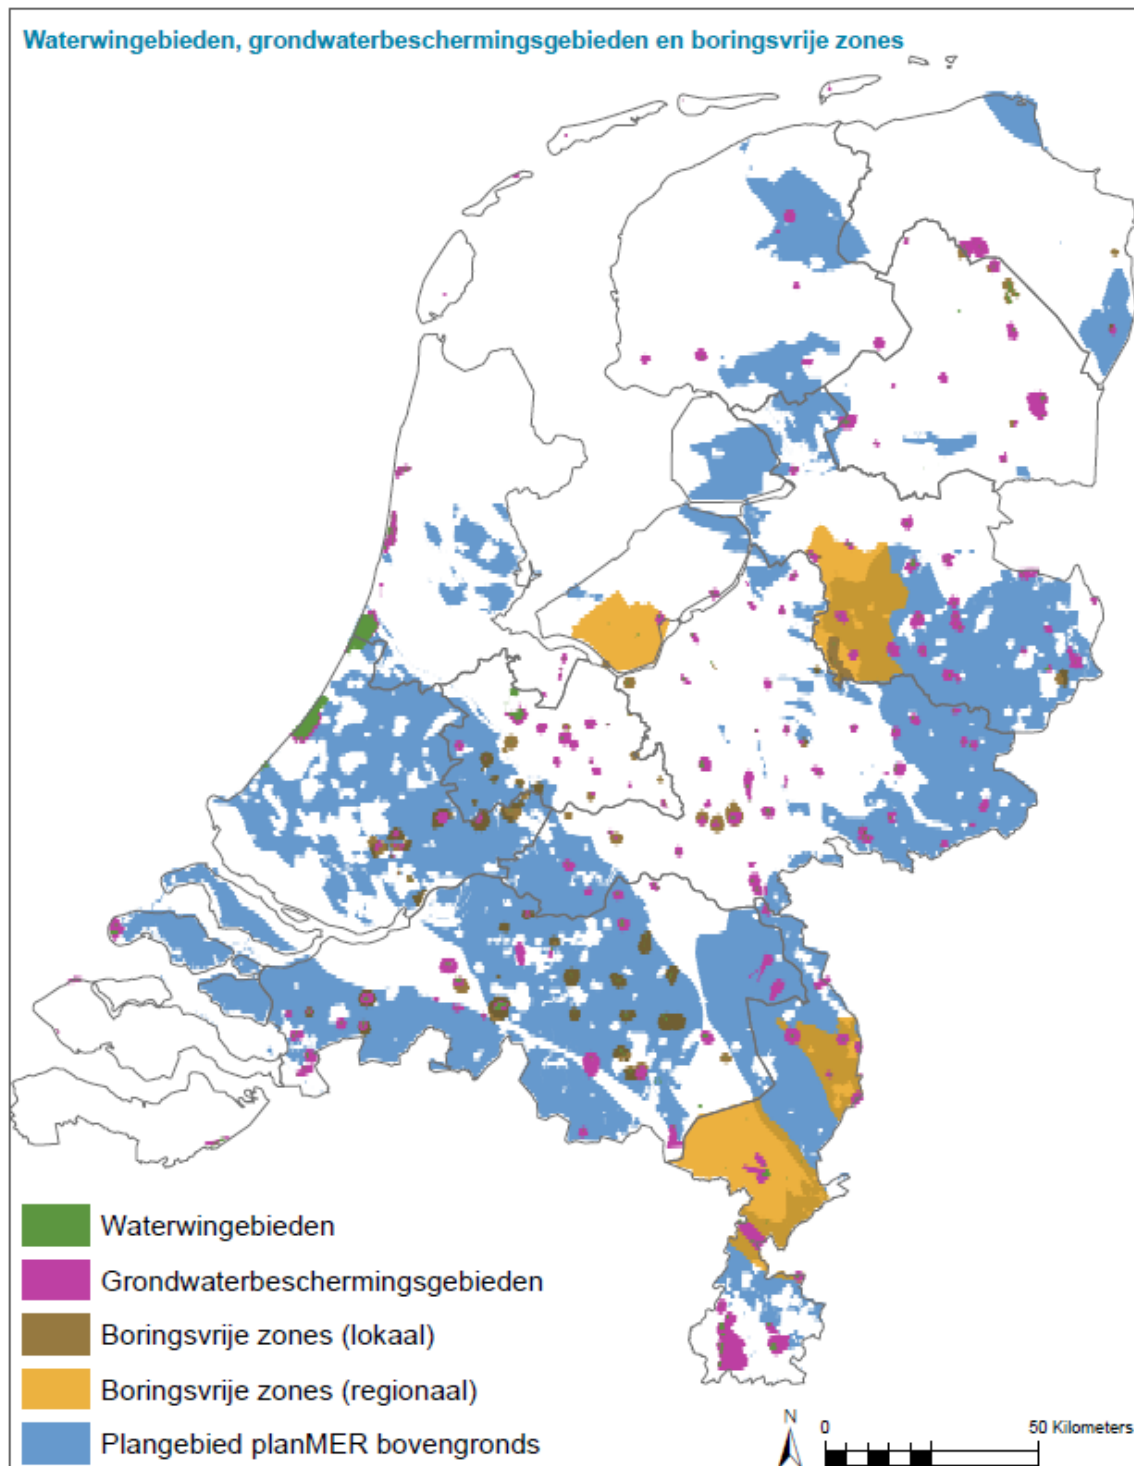 Waterwingebieden, grondwaterbeschermingsgebieden en boringsvrije zones
Waterwingebieden
Grondwaterbeschermingsgebieden
Boringsvrije zones (lokaal)
Boringsvrije zones (regionaal)
Plangebied planMER bovengronds
N
0 50 Kilometers